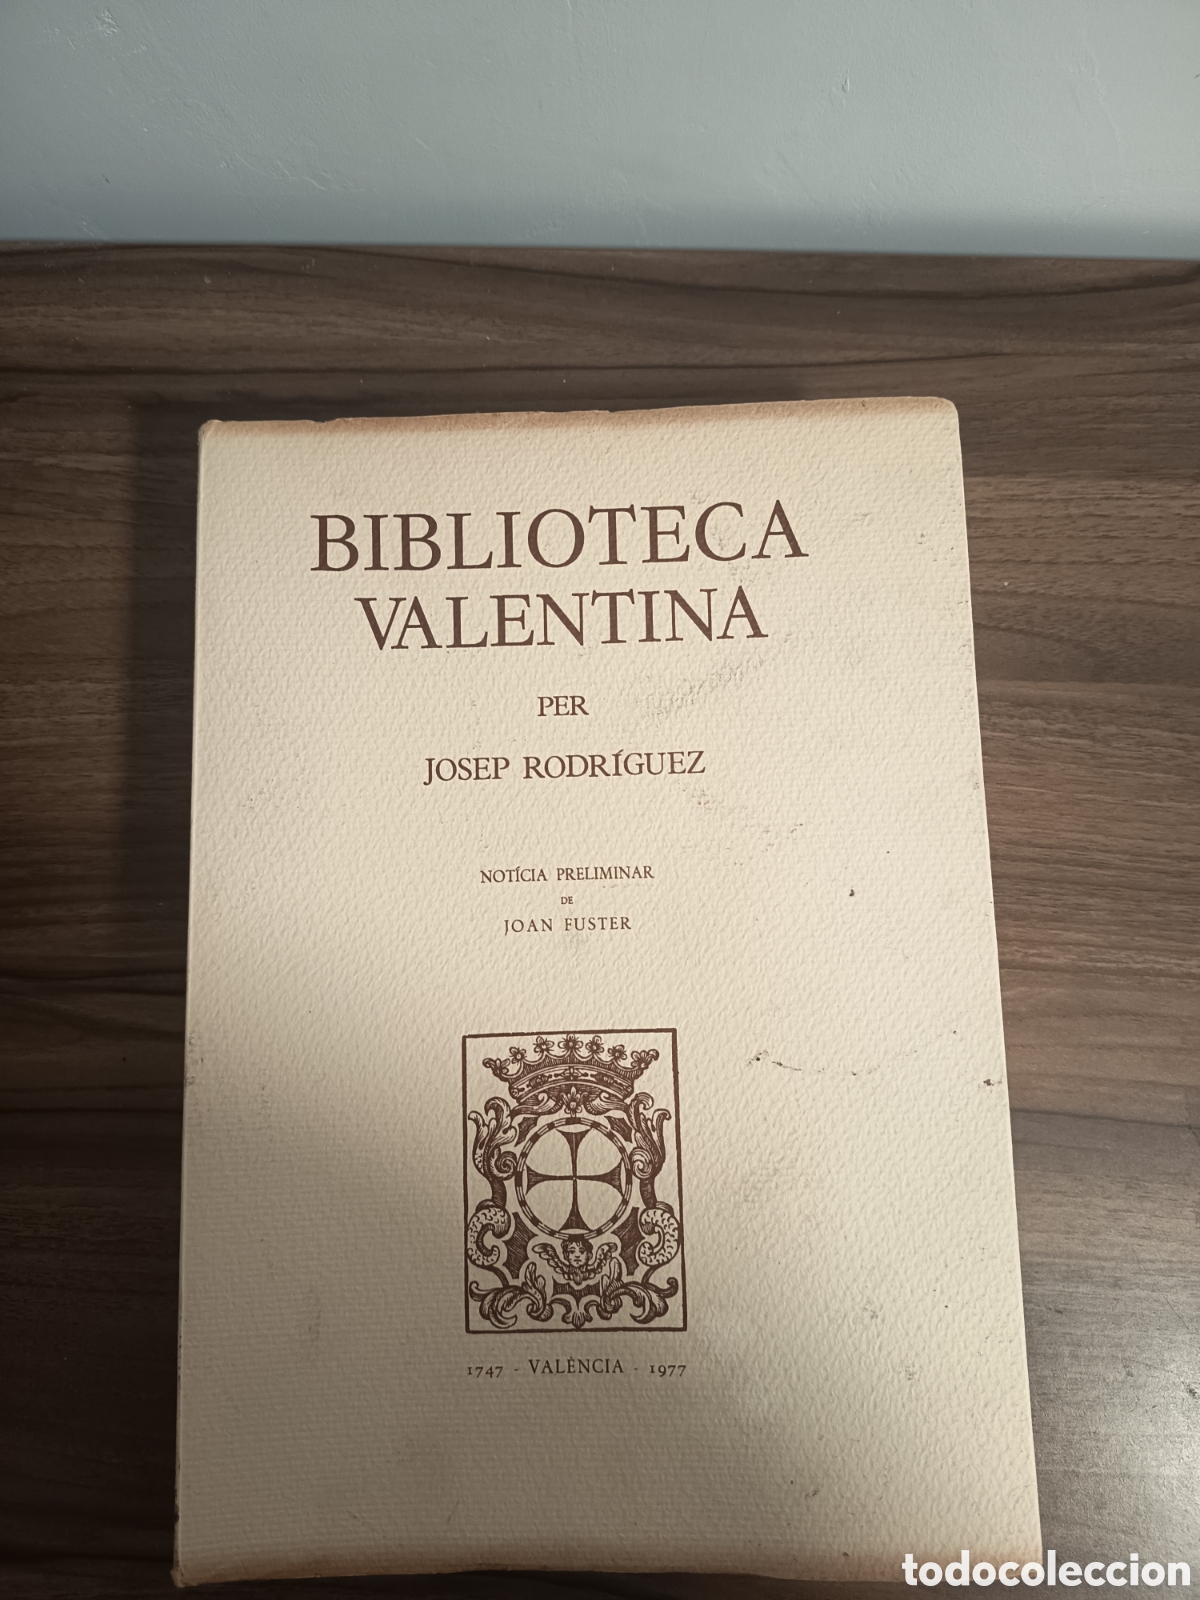 BIBLIOTECA
VALENTINA
PER
JOSEP RODRÍGUEZ
NOTÍCIA PRELIMINAR
DE
JOAN FUSTER
1747 - VALÈNCIA - 1977
todocoleccion